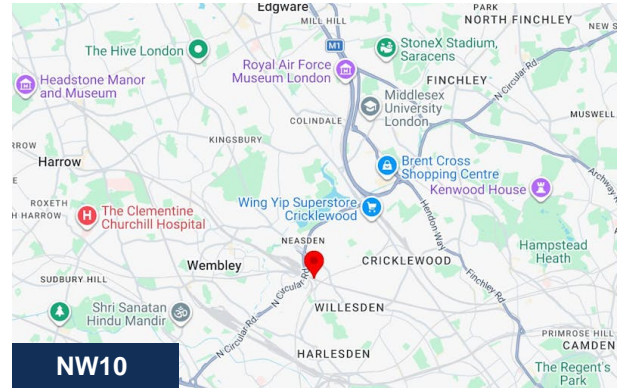 Edgware
MILL HILL
PARK
NORTH FINCHLEY
NEW S
The Hive London
M1
StoneX Stadium,
Saracens
Royal Air Force
Museum London
FINCHLEY
N Circular Rd
Headstone Manor
and Museum
Middlesex
University
London
COLINDALE
MUSWELL
KINGSBURY
RROW
Harrow
Brent Cross
Shopping Centre
Archway
Kenwood House
E
ROXETH
H HARROW
The Clementine
Churchill Hospital
Wing Yip Superstore
Cricklewood
Hendon Way
NEASDEN
Hampstead
Heath
Wembley
CRICKLEWOOD
SUDBURY HILL
N Circular Rd
Finchley Rd
Shri Sanatan
Hindu Mandir
WILLESDEN
N Circular Rd.
PRIMROSE HILL
CAMDEN
HARLESDEN
The Regent's
Park
NW10